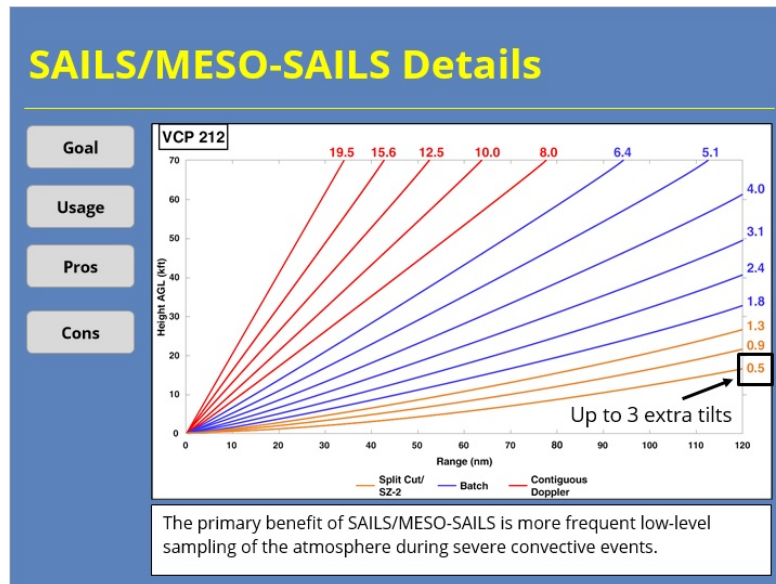 SAILS/MESO-SAILS Details
Goal
Usage
Pros
Cons
VCP 212
19.5 15.6 12.5 10.0 8.0 6.4 5.1
4.0
3.1
2.4
1.8
1.3
0.9
0.5
Height AGL (kft)
70
60
50
40
30
20
10
0
0 10 20 30 40 50 60 70 80 90 100 110 120
Range (nm)
Up to 3 extra tilts
Split Cut/
SZ-2
Batch
Contiguous
Doppler
The primary benefit of SAILS/MESO-SAILS is more frequent low-level
sampling of the atmosphere during severe convective events.